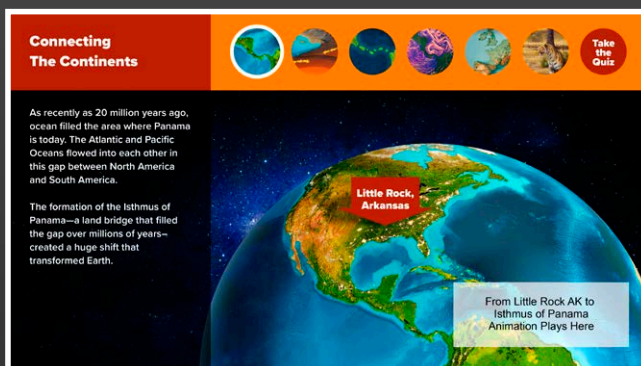 Connecting
The Continents
Take
the
Quiz
As recently as 20 million years ago,
ocean filled the area where Panama
is today. The Atlantic and Pacific
Oceans flowed into each other in
this gap between North America
and South America.
The formation of the Isthmus of
Panama—a land bridge that filled
the gap over millions of years–
created a huge shift that
transformed Earth.
Little Rock,
Arkansas
From Little Rock AK to
Isthmus of Panama
Animation Plays Here